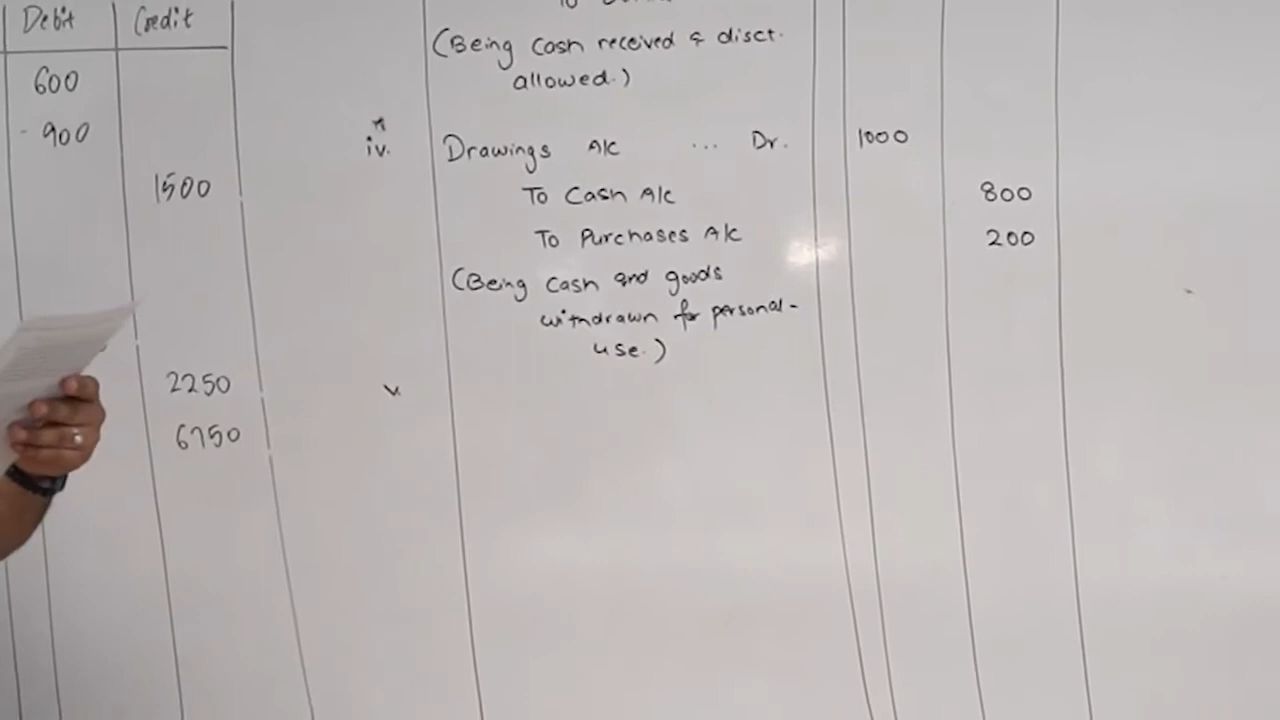 Debit Credit
600
900
1500
2250
6750
(Being Cash received & disct.
allowed.)
iv. Drawings A/c ... Dr. 1000
To Cash A/c 800
To Purchases A/c 200
(Being Cash and goods
withdrawn for personal-
use.)
v.